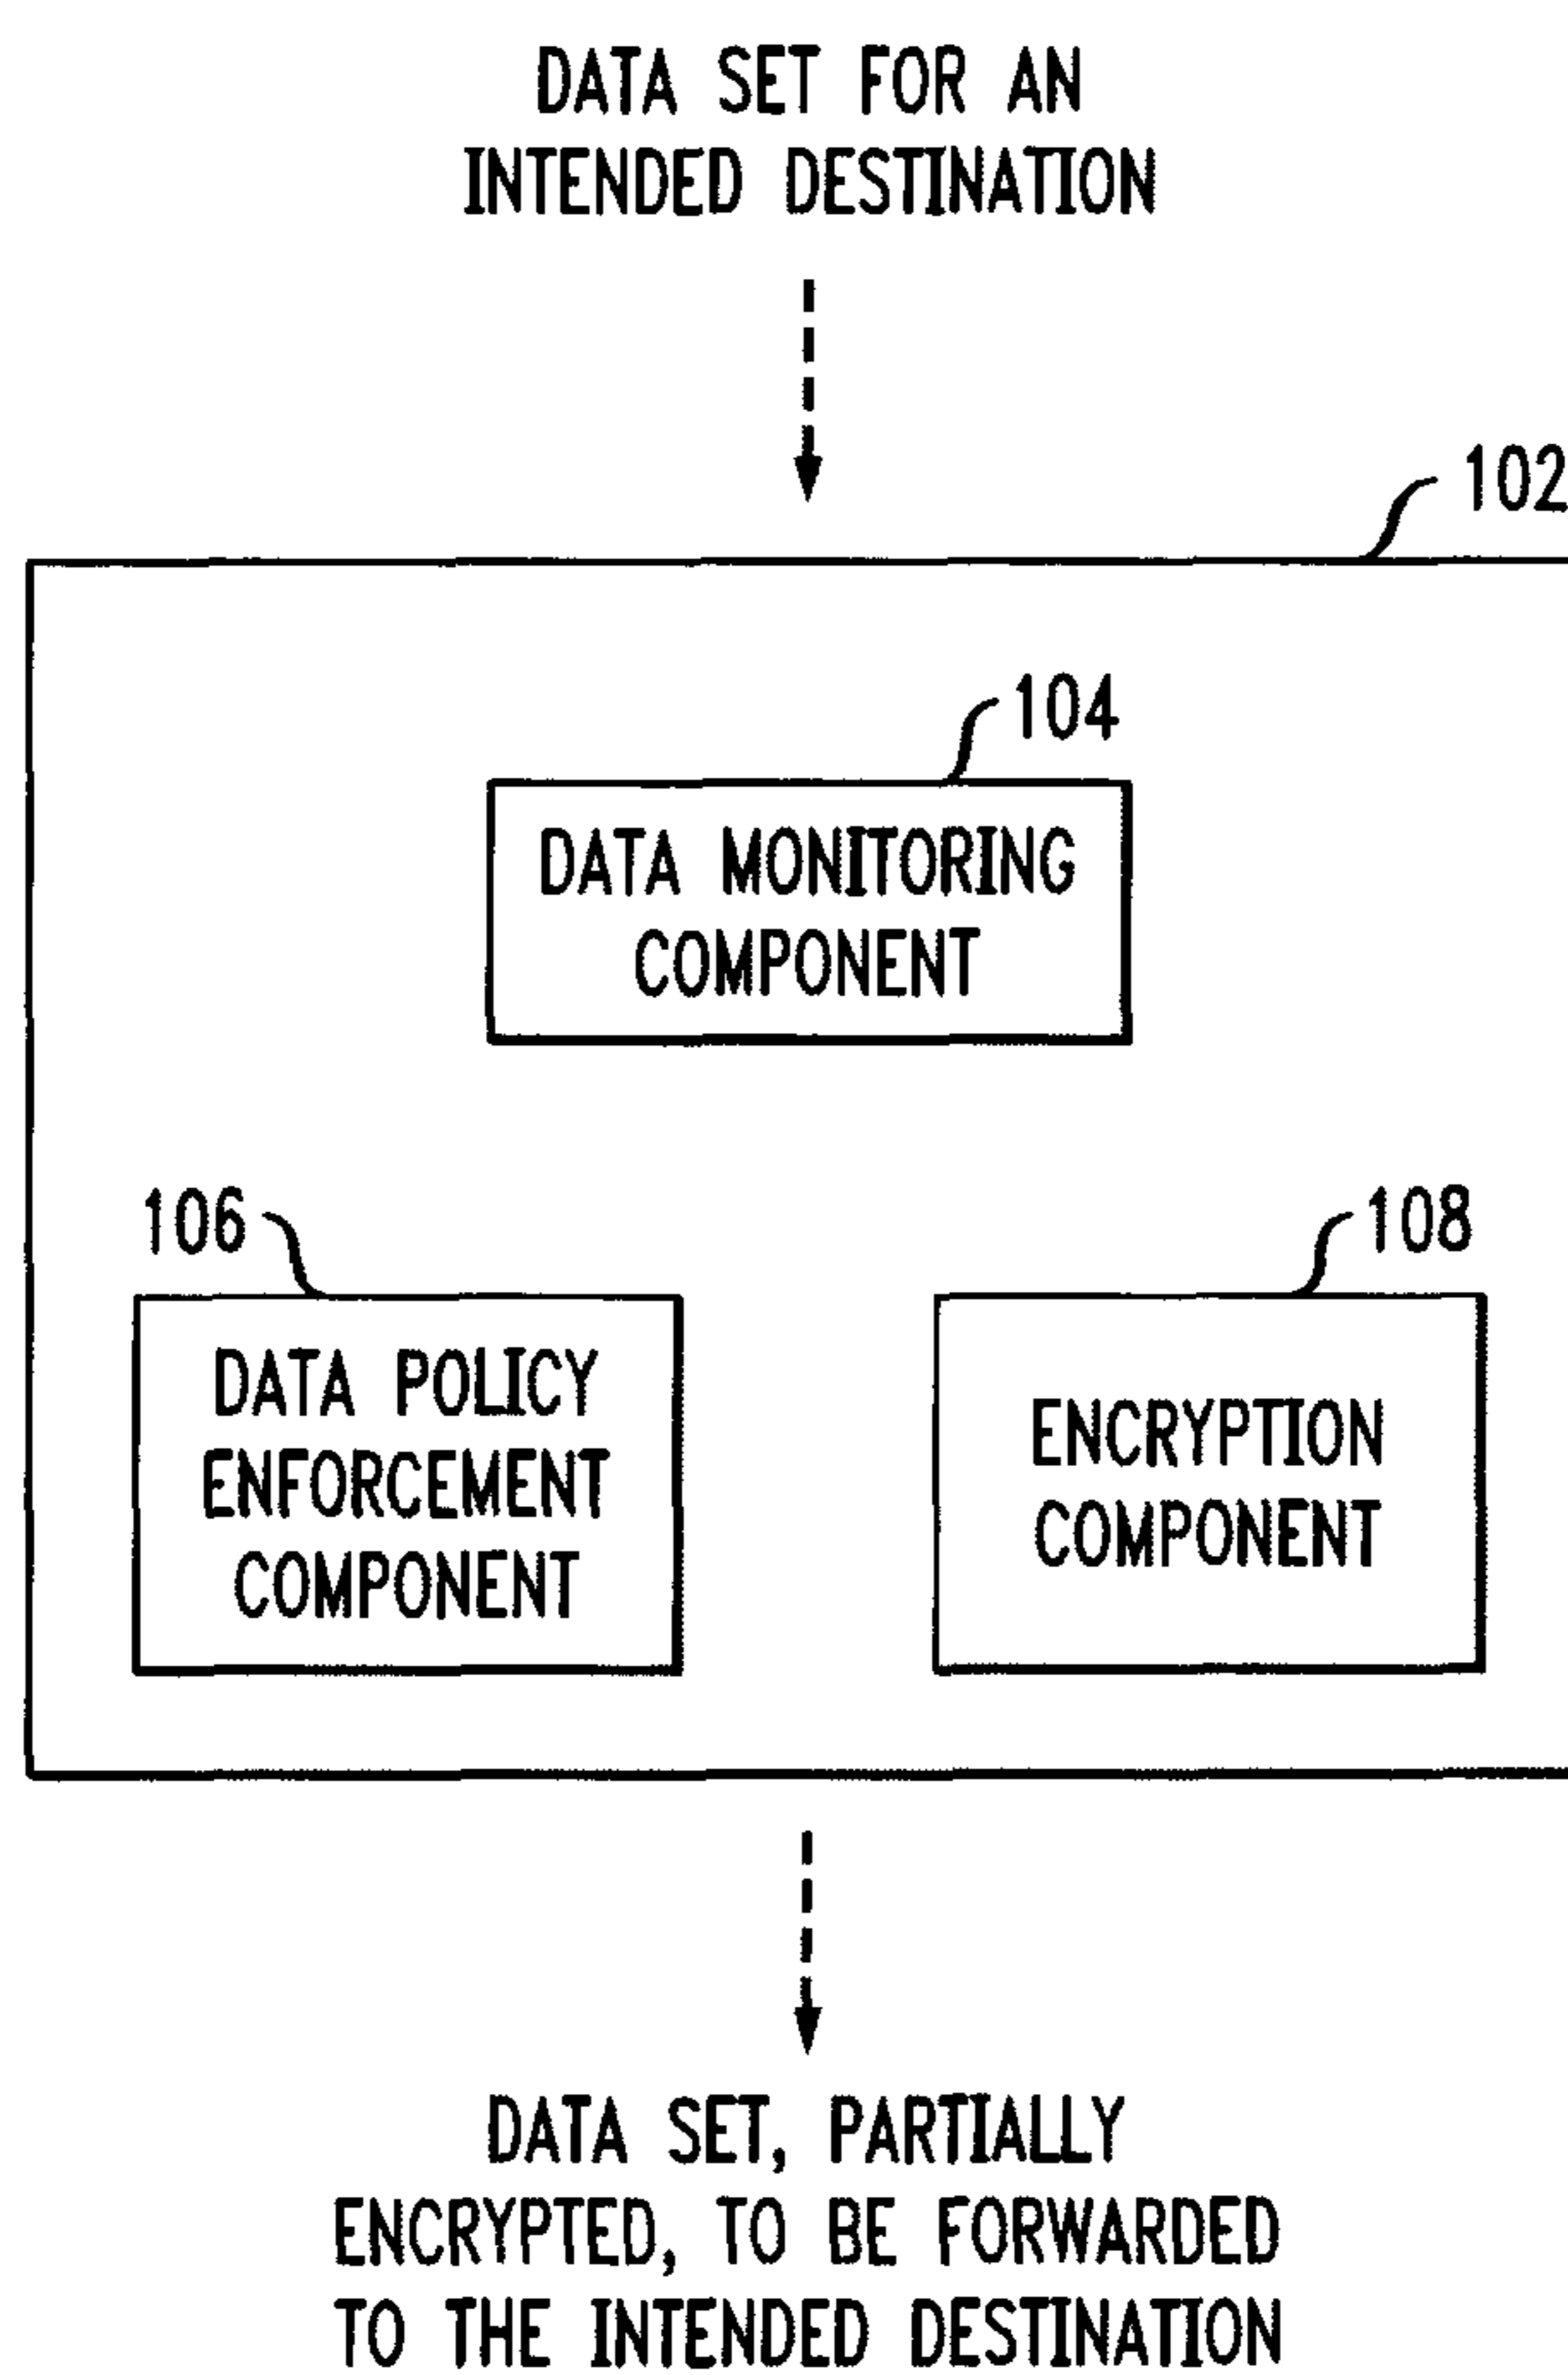 DATA SET FOR AN
INTENDED DESTINATION
102
104
DATA MONITORING
COMPONENT
106
DATA POLICY
ENFORCEMENT
COMPONENT
108
ENCRYPTION
COMPONENT
DATA SET, PARTIALLY
ENCRYPTED, TO BE FORWARDED
TO THE INTENDED DESTINATION